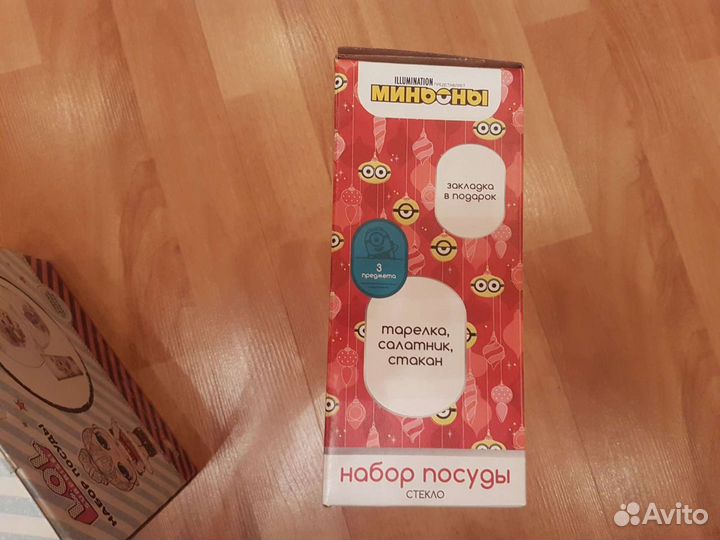 ILLUMINATION
ПРЕДСТАВЛЯЕТ
МИНЬОНЫ
закладка
в подарок
3
предмета
тарелка,
салатник,
стакан
набор посуды
СТЕКЛО
НАБОР ПОСУДЫ
LOL
Avito